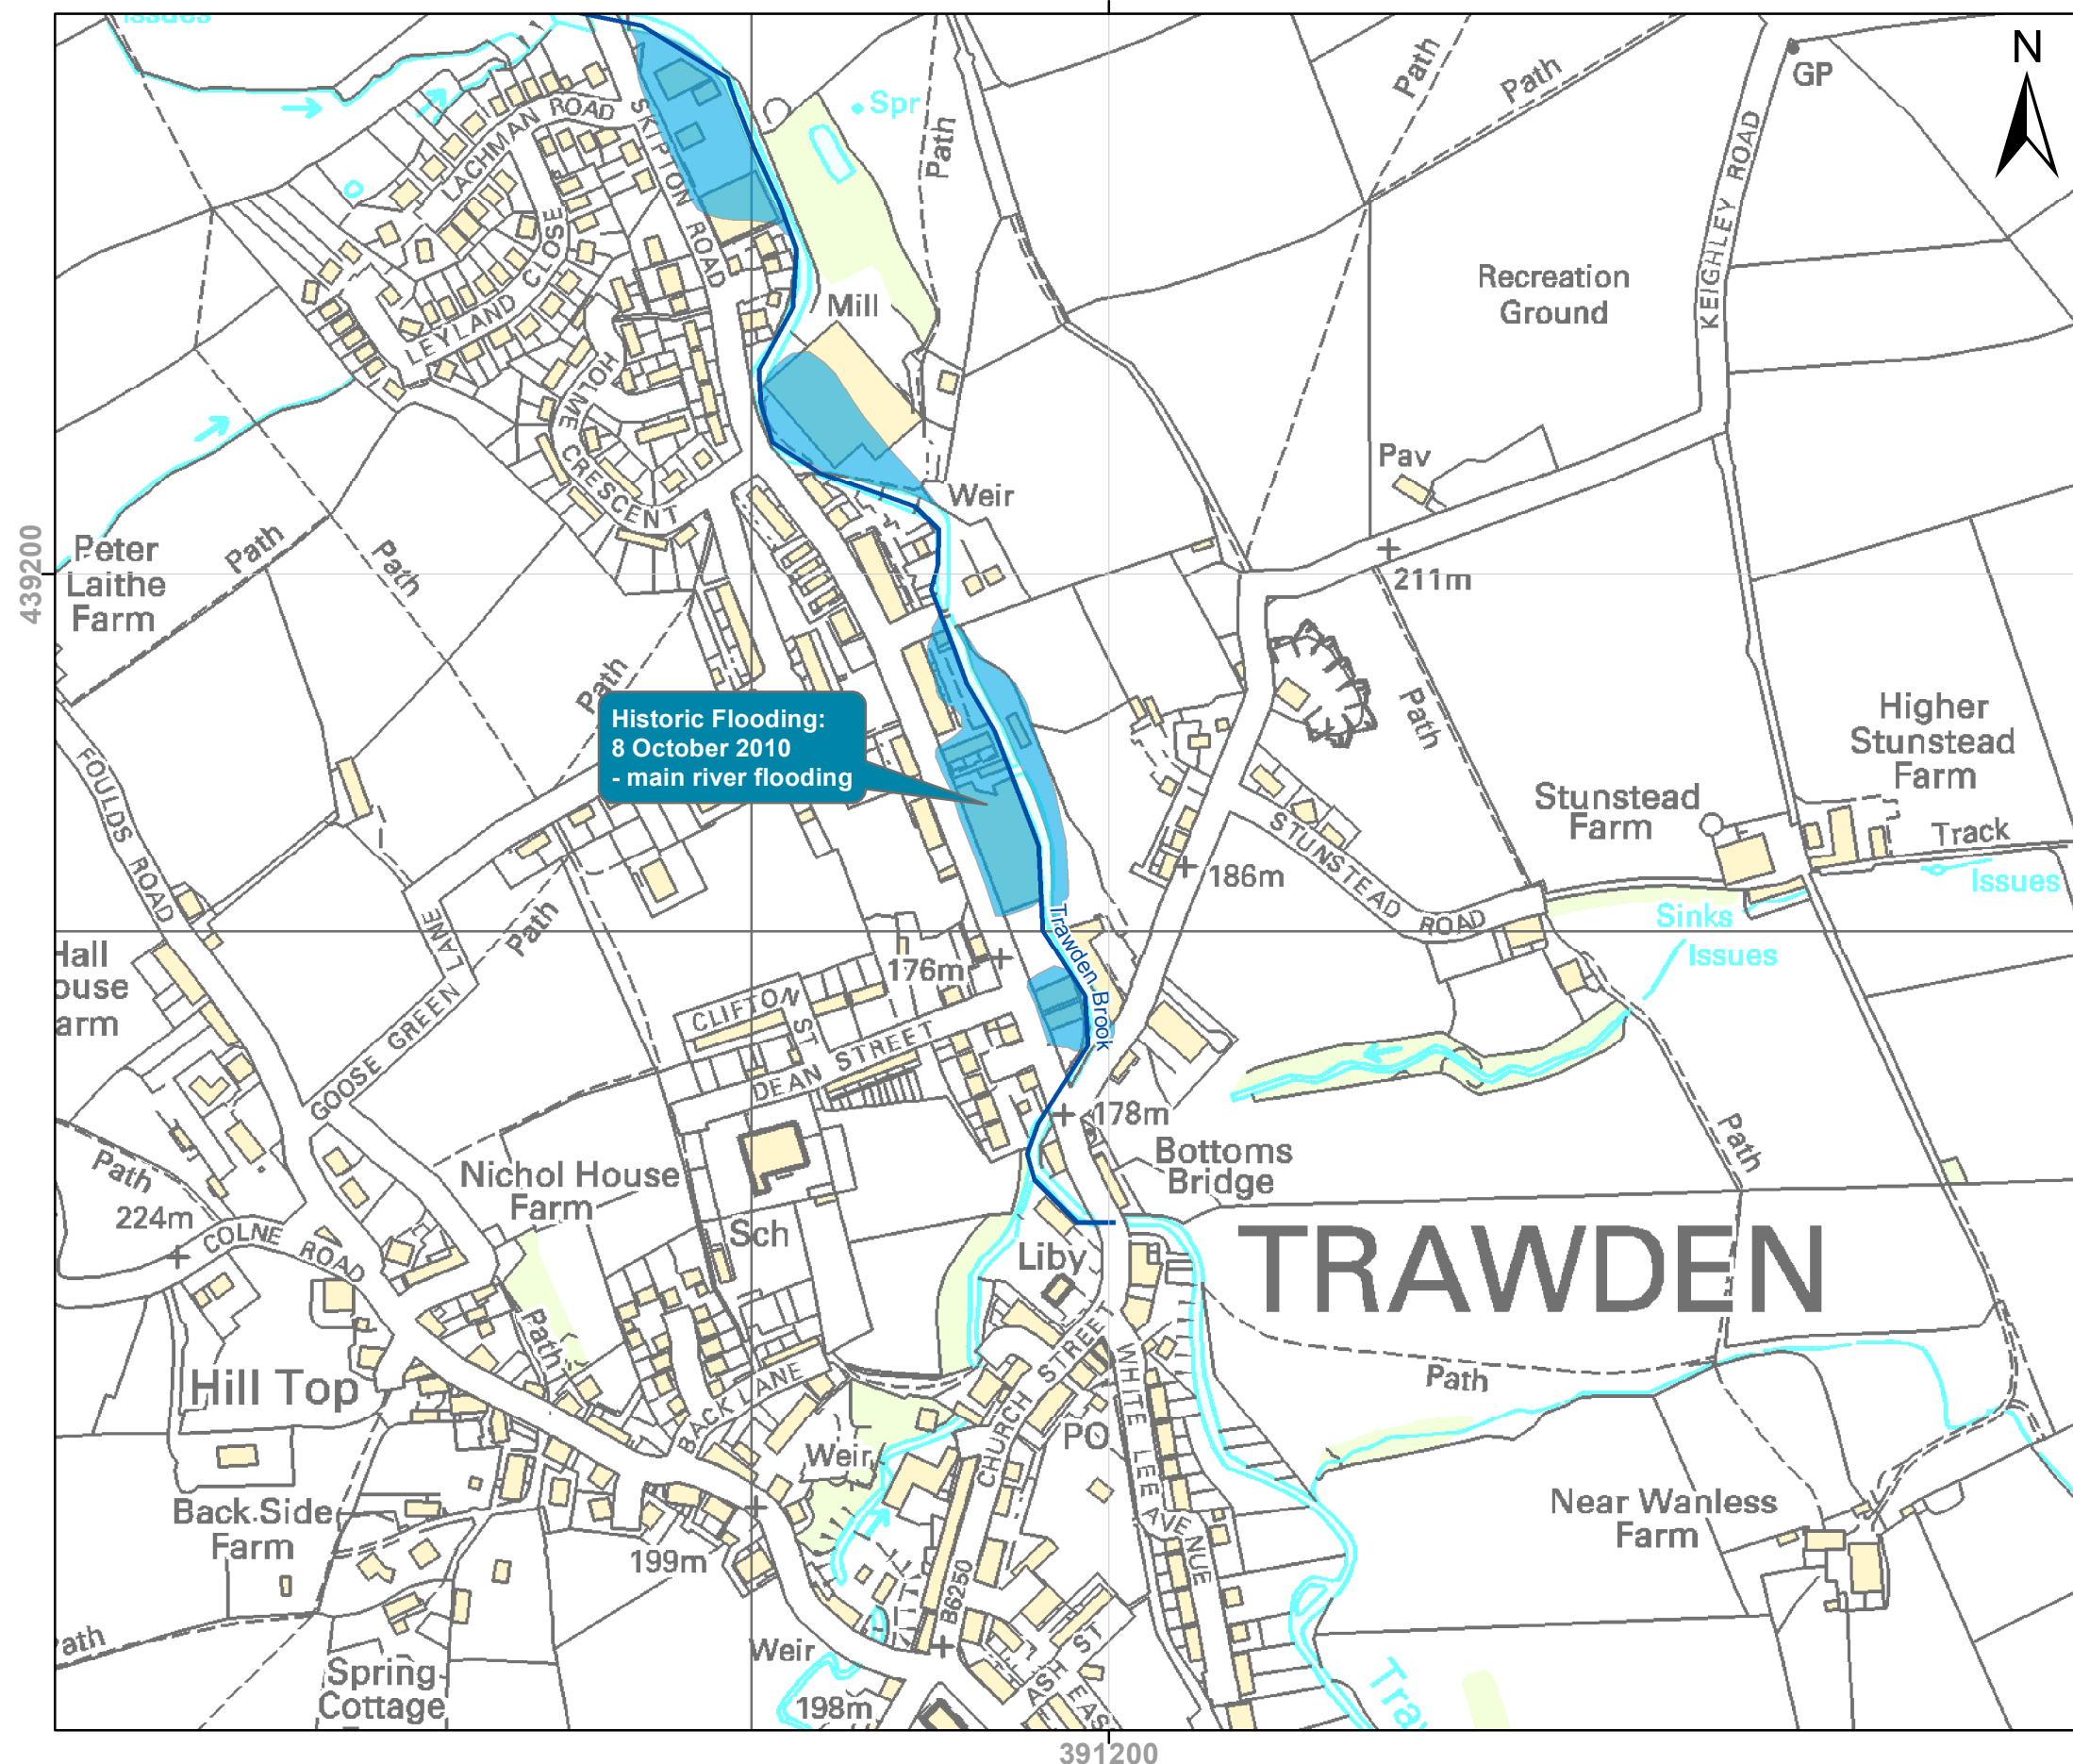 Issues
N
GP
Path
Path
Spr
Path
LACHMAN ROAD
SKIPTON ROAD
KEIGHLEY ROAD
LEYLAND CLOSE
Mill
Recreation
Ground
HOLME CRESCENT
Pav
Weir
439200
Peter
Laithe
Farm
Path
Path
211m
Path
Path
Historic Flooding:
8 October 2010
- main river flooding
Higher
Stunstead
Farm
Stunstead
Farm
Track
Issues
FOULDS ROAD
STUNSTEAD ROAD
186m
Sinks
Issues
LANE
Path
Trawden Brook
Hall
ouse
arm
176m
CLIFTON ST
GOOSE GREEN
DEAN STREET
178m
Bottoms
Bridge
Path
Path
224m
COLNE ROAD
Nichol House
Farm
Sch
Liby
TRAWDEN
Path
Hill Top
BACK LANE
CHURCH STREET
WHITE LEE AVENUE
Path
PO
Weir
Back Side
Farm
199m
B6250
Near Wanless
Farm
ath
Weir
Spring
Cottage
198m
ASH ST
EAS
Tra
391200